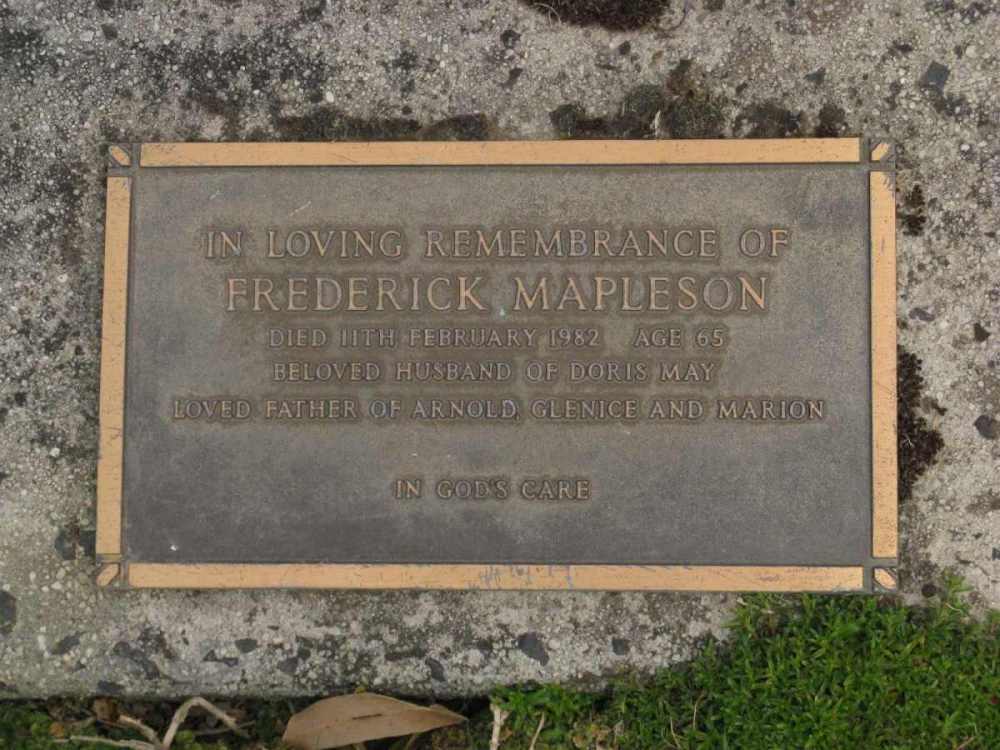 IN LOVING REMEMBRANCE OF
FREDERICK MAPLESON
DIED 11TH FEBRUARY 1982 AGE 65
BELOVED HUSBAND OF DORIS MAY
LOVED FATHER OF ARNOLD, GLENICE AND MARION
IN GOD'S CARE